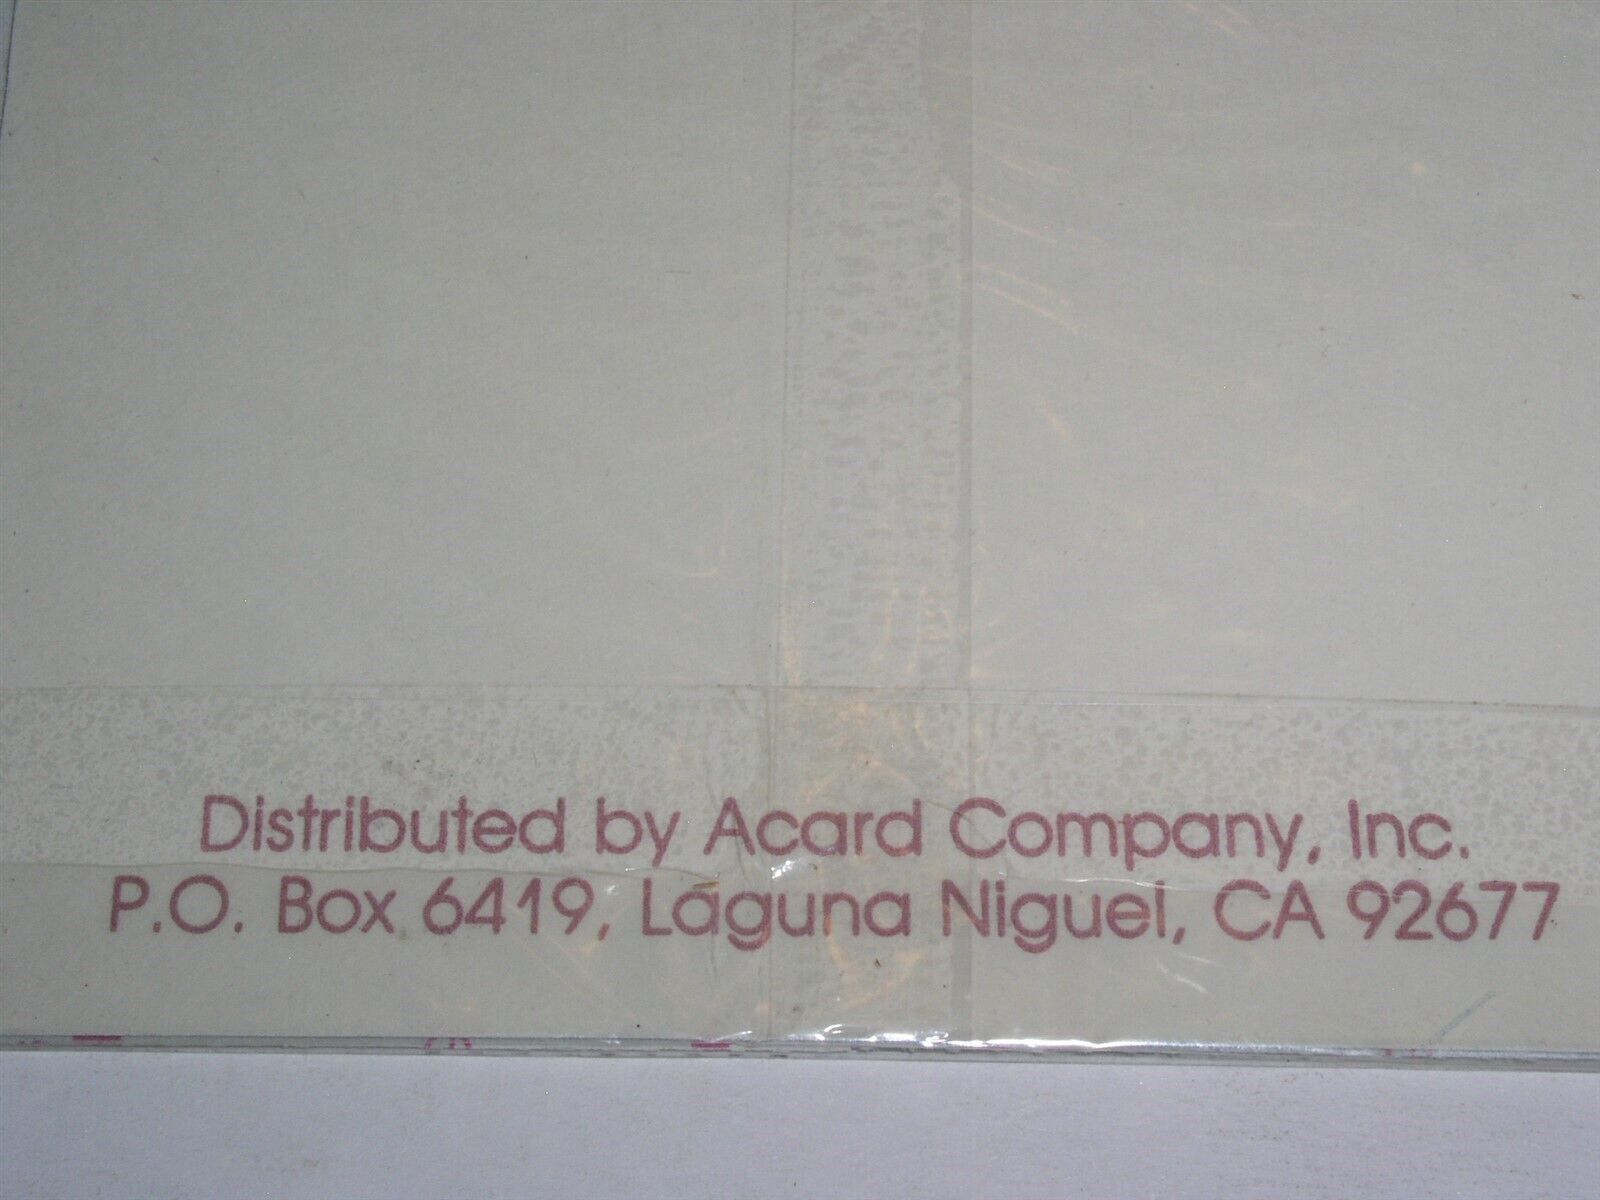 Distributed by Acard Company, Inc.
P.O. Box 6419, Laguna Niguel, CA 92677